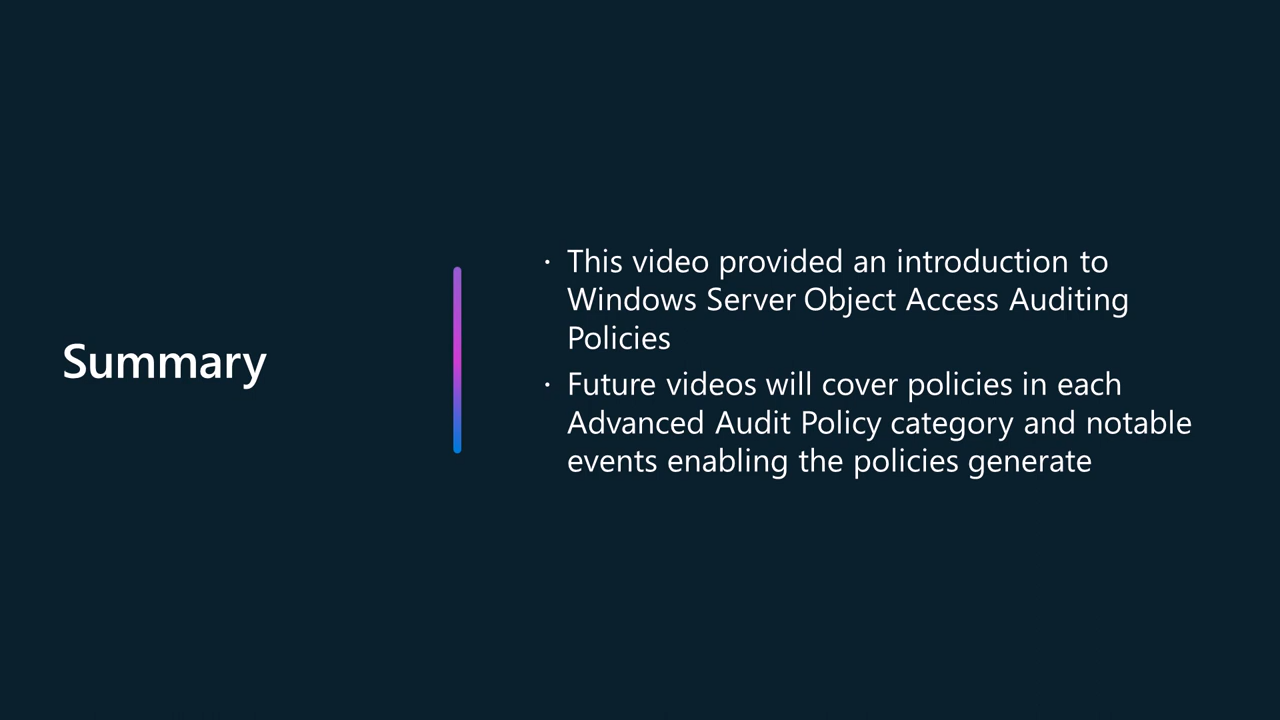 Summary
· This video provided an introduction to
Windows Server Object Access Auditing
Policies
· Future videos will cover policies in each
Advanced Audit Policy category and notable
events enabling the policies generate